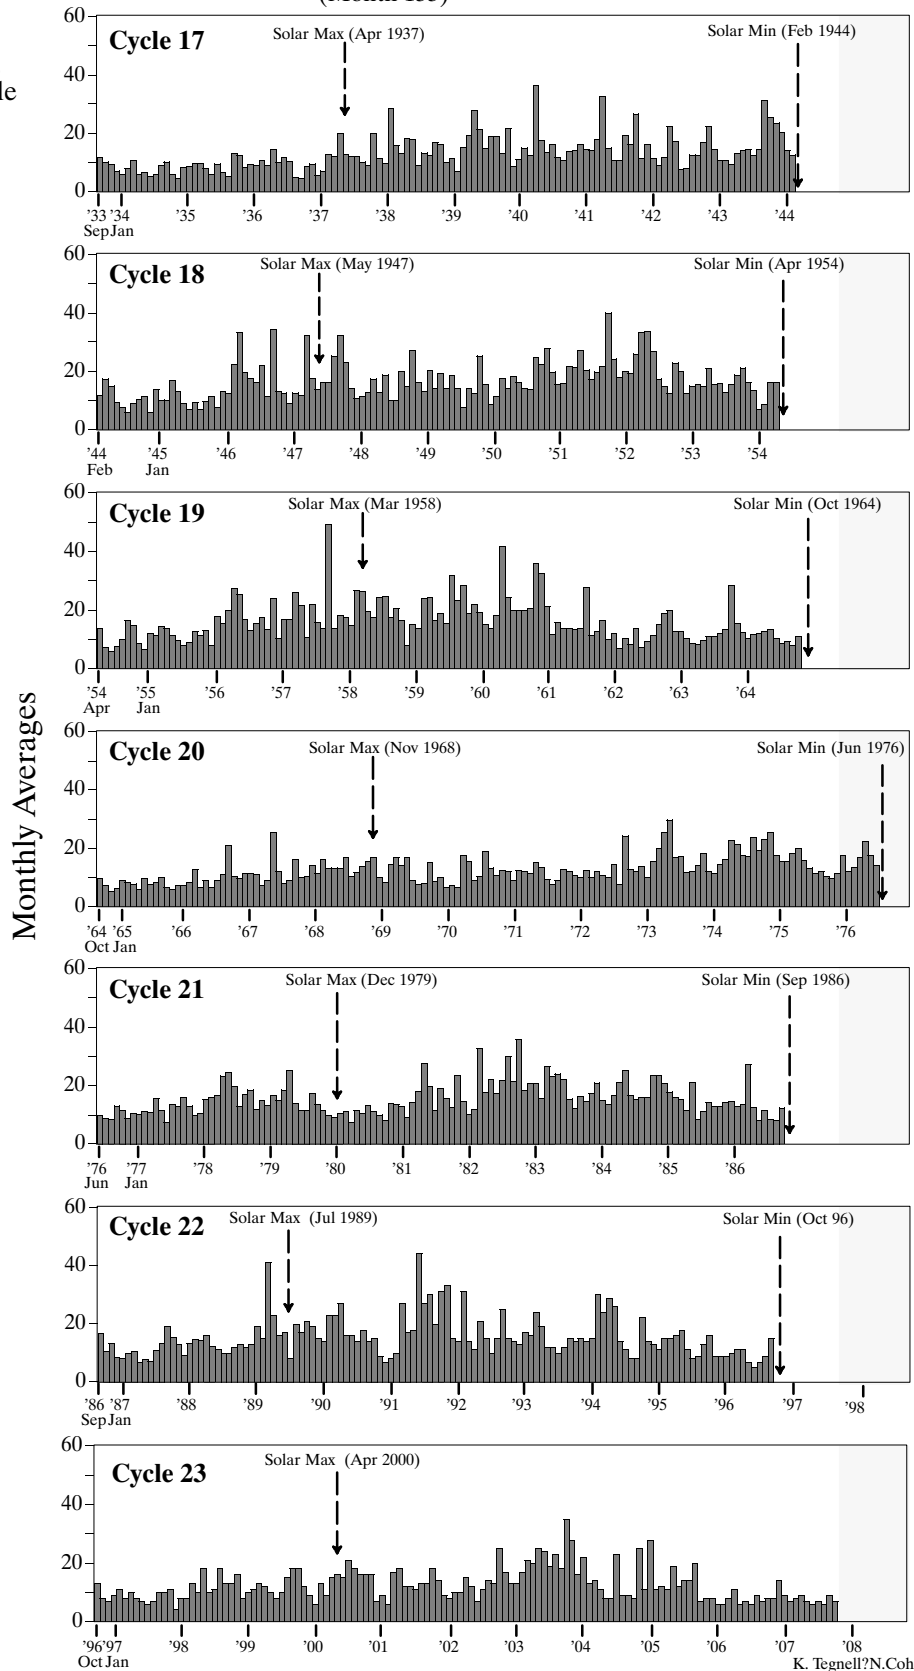 (Month 133)
le
Monthly Averages
60
Cycle 17
Solar Max (Apr 1937)
Solar Min (Feb 1944)
40
20
0
’33 ’34 ’35 ’36 ’37 ’38 ’39 ’40 ’41 ’42 ’43 ’44
Sep Jan
60
Cycle 18
Solar Max (May 1947)
Solar Min (Apr 1954)
40
20
0
’44 ’45 ’46 ’47 ’48 ’49 ’50 ’51 ’52 ’53 ’54
Feb Jan
60
Cycle 19
Solar Max (Mar 1958)
Solar Min (Oct 1964)
40
20
0
’54 ’55 ’56 ’57 ’58 ’59 ’60 ’61 ’62 ’63 ’64
Apr Jan
60
Cycle 20
Solar Max (Nov 1968)
Solar Min (Jun 1976)
40
20
0
’64 ’65 ’66 ’67 ’68 ’69 ’70 ’71 ’72 ’73 ’74 ’75 ’76
Oct Jan
60
Cycle 21
Solar Max (Dec 1979)
Solar Min (Sep 1986)
40
20
0
’76 ’77 ’78 ’79 ’80 ’81 ’82 ’83 ’84 ’85 ’86
Jun Jan
60
Cycle 22
Solar Max (Jul 1989)
Solar Min (Oct 96)
40
20
0
’86 ’87 ’88 ’89 ’90 ’91 ’92 ’93 ’94 ’95 ’96 ’97 ’98
Sep Jan
60
Cycle 23
Solar Max (Apr 2000)
40
20
0
’96’97 ’98 ’99 ’00 ’01 ’02 ’03 ’04 ’05 ’06 ’07 ’08
Oct Jan
K. Tegnell?N.Coh